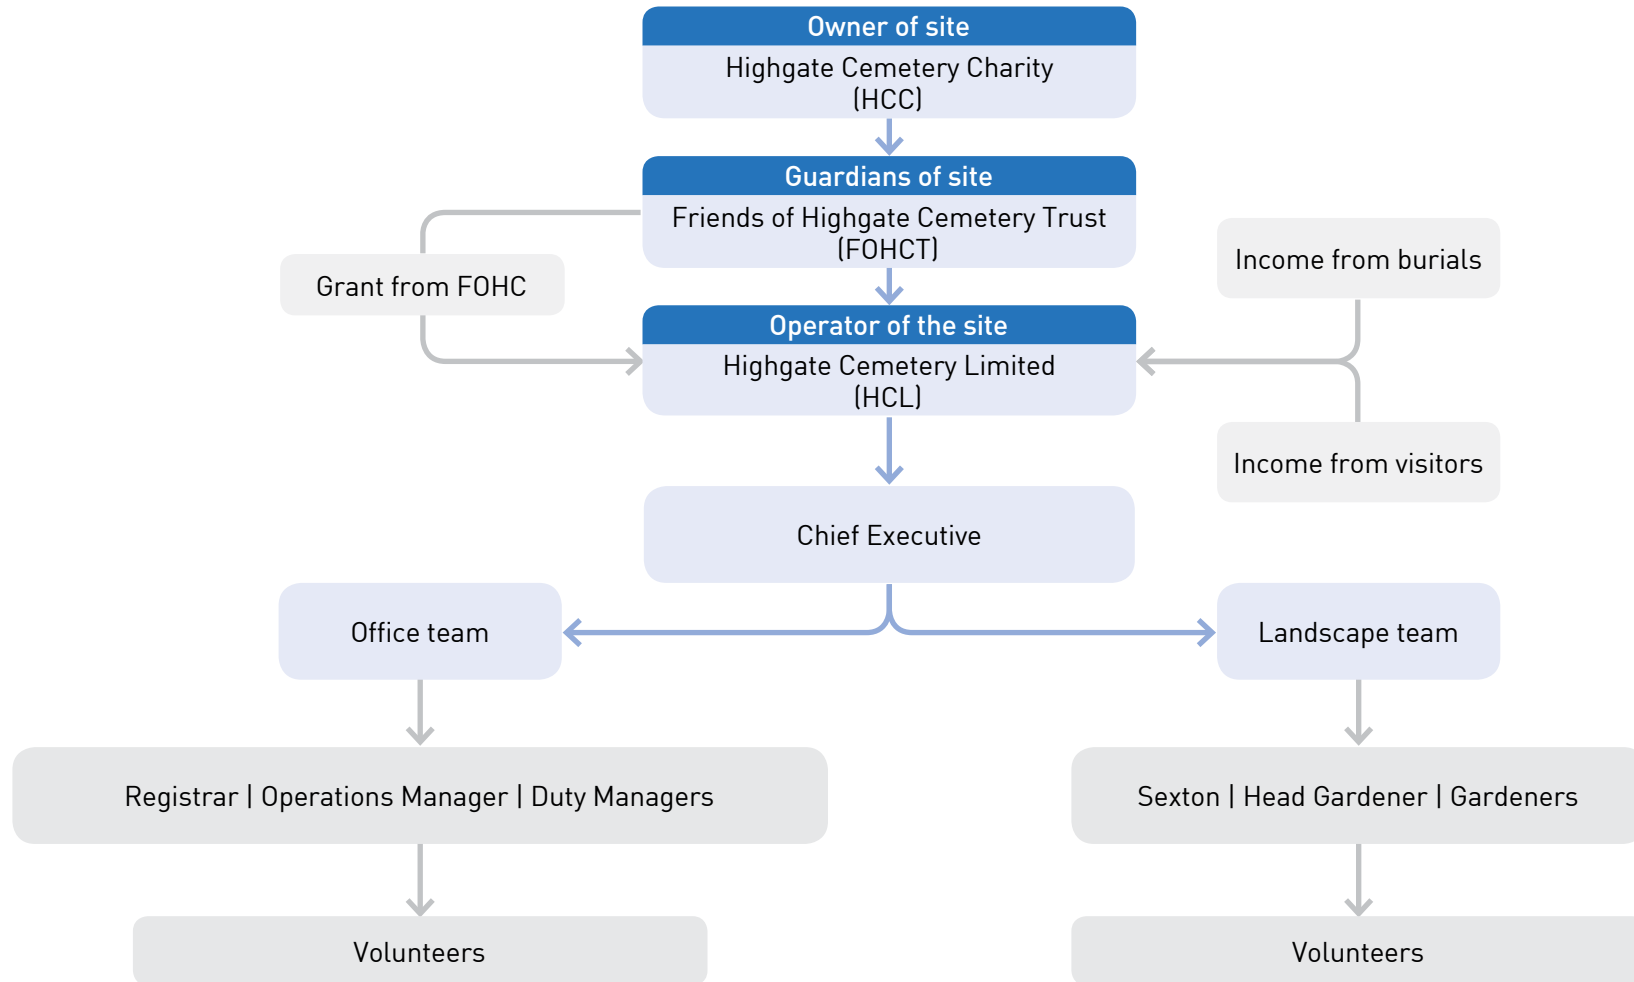 Owner of site
Highgate Cemetery Charity
(HCC)
Guardians of site
Friends of Highgate Cemetery Trust
(FOHCT)
Grant from FOHC
Income from burials
Operator of the site
Highgate Cemetery Limited
(HCL)
Income from visitors
Chief Executive
Office team
Landscape team
Registrar | Operations Manager | Duty Managers
Sexton | Head Gardener | Gardeners
Volunteers
Volunteers